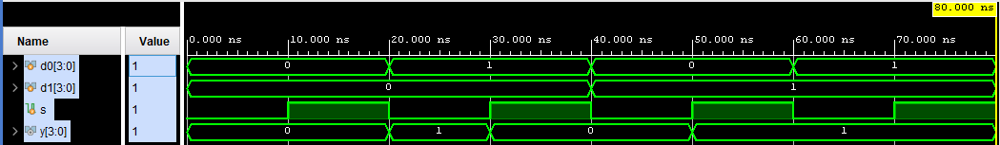 80.000 ns
Name Value 0.000 ns 10.000 ns 20.000 ns 30.000 ns 40.000 ns 50.000 ns 60.000 ns 70.000 ns
d0[3:0] 1 0 1 0 1
d1[3:0] 1 0 1
s 1
y[3:0] 1 0 1 0 1